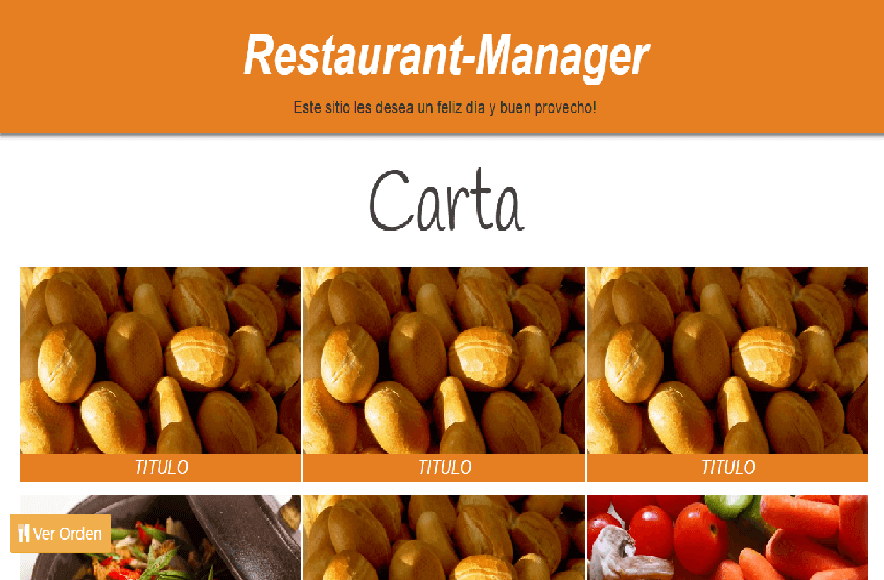 Restaurant-Manager
Este sitio les desea un feliz dia y buen provecho!
Carta
TITULO
TITULO
TITULO
Ver Orden